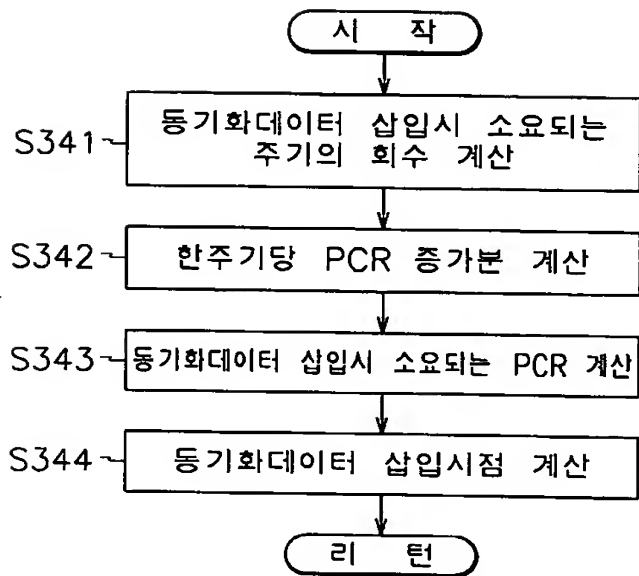 시 작
S341
동기화데이터 삽입시 소요되는
주기의 회수 계산
S342
한주기당 PCR 증가분 계산
S343
동기화데이터 삽입시 소요되는 PCR 계산
S344
동기화데이터 삽입시점 계산
리 턴